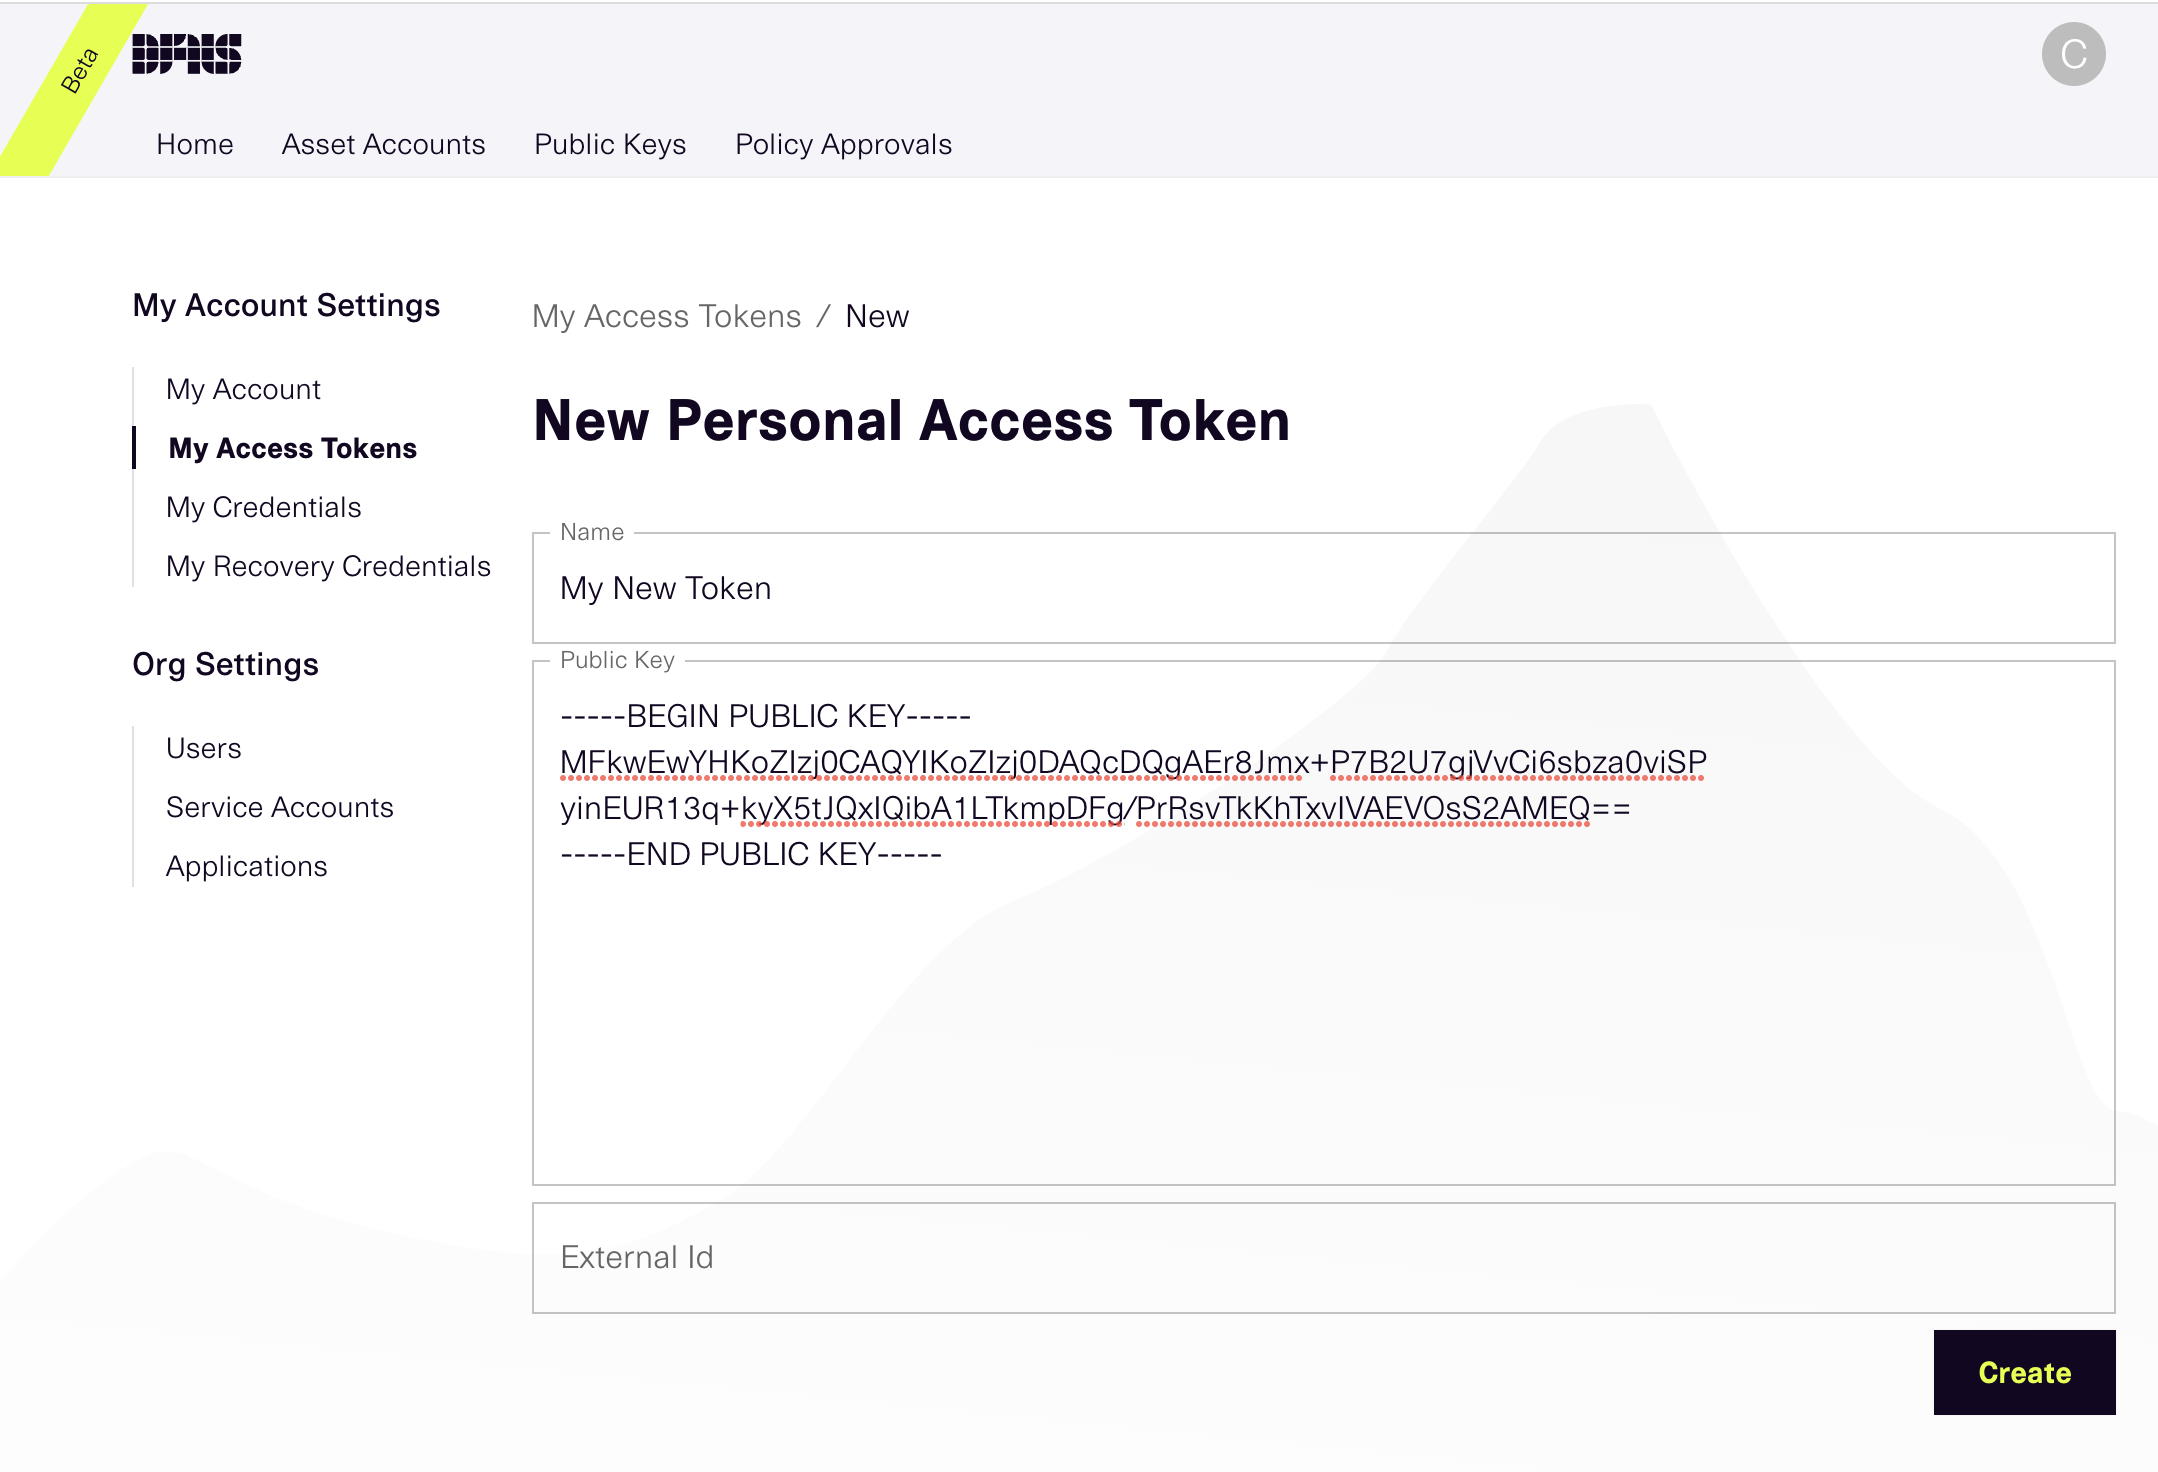 Beta
DFNS
C
Home
Asset Accounts
Public Keys
Policy Approvals
My Account Settings
My Account
My Access Tokens
My Credentials
My Recovery Credentials
Org Settings
Users
Service Accounts
Applications
My Access Tokens / New
New Personal Access Token
Name
My New Token
Public Key
-----BEGIN PUBLIC KEY-----
MFkwEwYHKoZIzj0CAQYIKoZIzj0DAQcDQgAEr8Jmx+P7B2U7gjVvCi6sbza0viSP
yinEUR13q+kyX5tJQxIQibA1LTkmpDFg/PrRsvTkKhTxvIVAEVOsS2AMEQ==
-----END PUBLIC KEY-----
External Id
Create